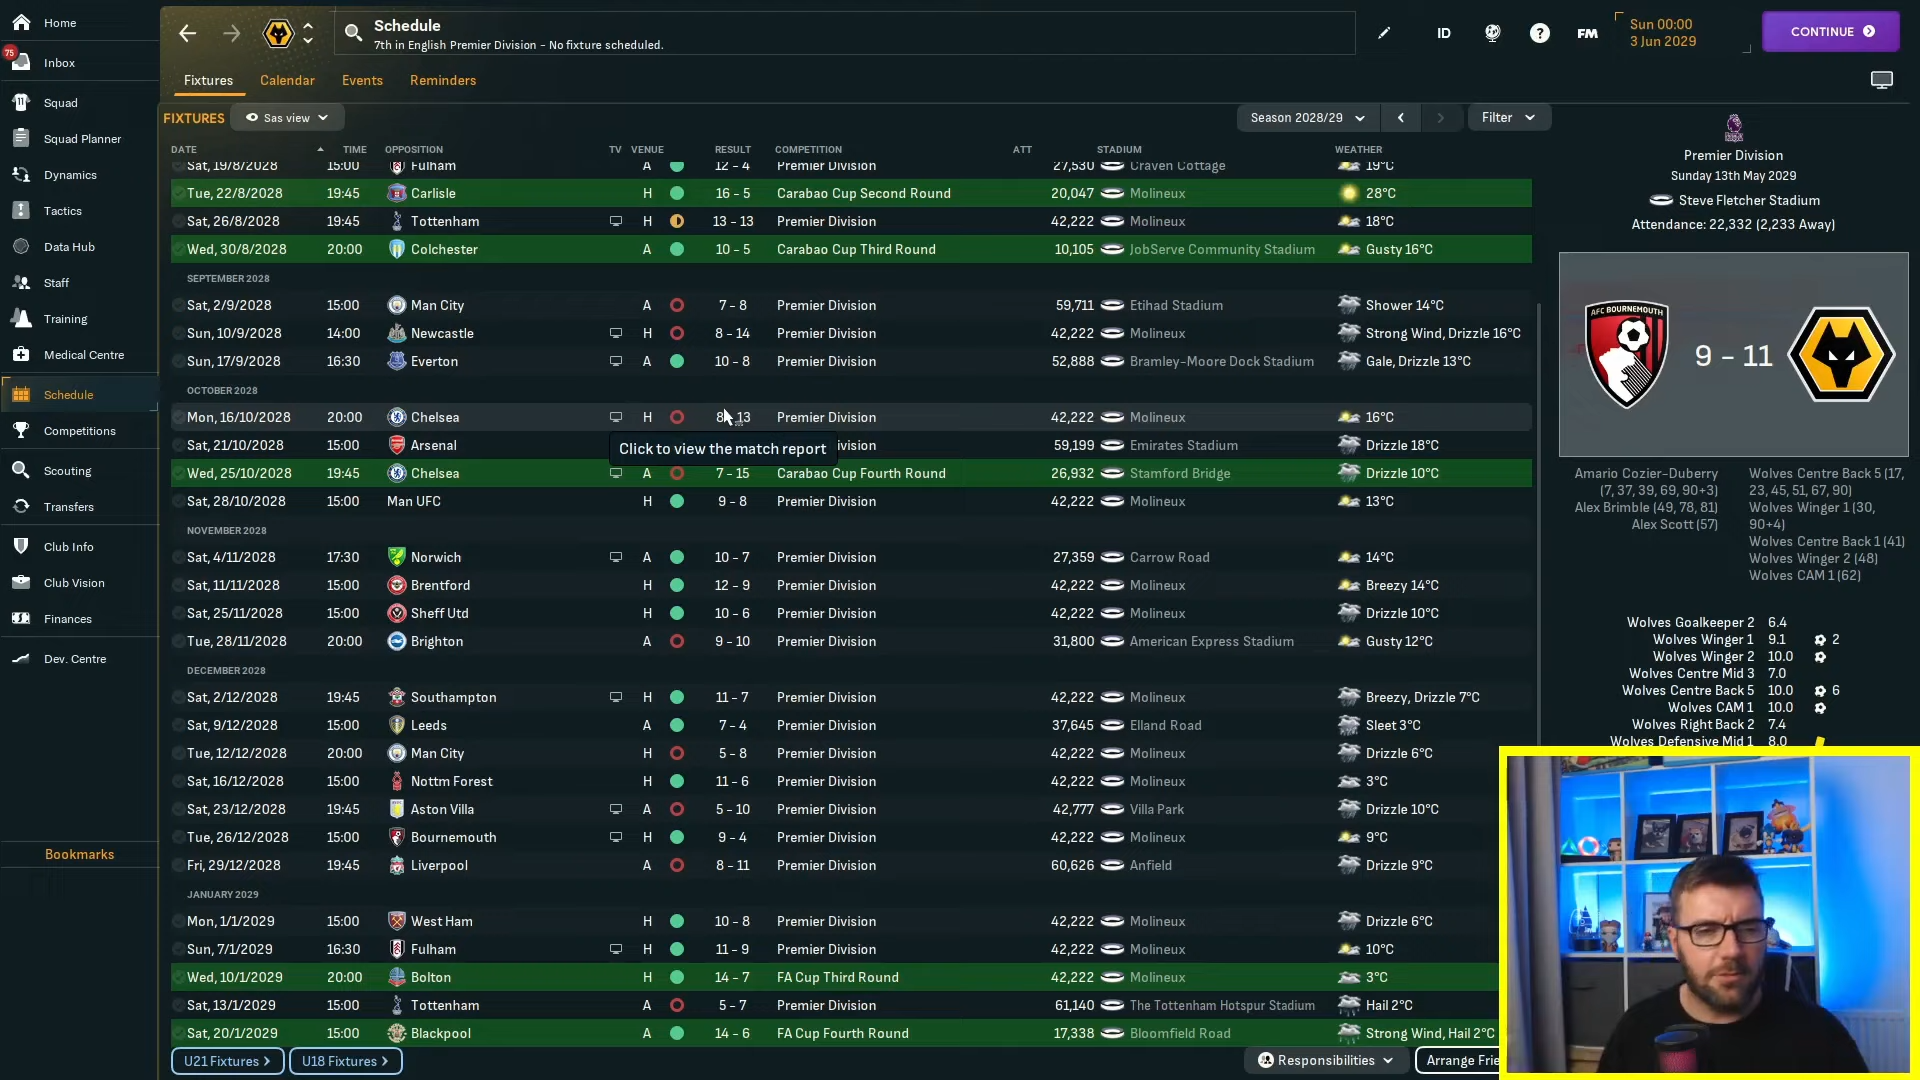 Home
Schedule
7th in English Premier Division - No fixture scheduled.
ID
?
FM
Sun 00:00
3 Jun 2029
CONTINUE
75
Inbox
Squad
Squad Planner
Dynamics
Tactics
Data Hub
Staff
Training
Medical Centre
Schedule
Competitions
Scouting
Transfers
Club Info
Club Vision
Finances
Dev. Centre
Bookmarks
Fixtures Calendar Events Reminders
FIXTURES Sas view Season 2028/29 Filter
DATE TIME OPPOSITION TV VENUE RESULT COMPETITION ATT STADIUM WEATHER
Sat, 19/8/2028 15:00 Fulham A 12 - 4 Premier Division 27,530 Craven Cottage 19°C
Tue, 22/8/2028 19:45 Carlisle H 16 - 5 Carabao Cup Second Round 20,047 Molineux 28°C
Sat, 26/8/2028 19:45 Tottenham H 13 - 13 Premier Division 42,222 Molineux 18°C
Wed, 30/8/2028 20:00 Colchester A 10 - 5 Carabao Cup Third Round 10,105 JobServe Community Stadium Gusty 16°C
SEPTEMBER 2028
Sat, 2/9/2028 15:00 Man City A 7 - 8 Premier Division 59,711 Etihad Stadium Shower 14°C
Sun, 10/9/2028 14:00 Newcastle H 8 - 14 Premier Division 42,222 Molineux Strong Wind, Drizzle 16°C
Sun, 17/9/2028 16:30 Everton A 10 - 8 Premier Division 52,888 Bramley-Moore Dock Stadium Gale, Drizzle 13°C
OCTOBER 2028
Mon, 16/10/2028 20:00 Chelsea H 8 13 Premier Division 42,222 Molineux 16°C
Sat, 21/10/2028 15:00 Arsenal ivision 59,199 Emirates Stadium Drizzle 18°C
Click to view the match report
Wed, 25/10/2028 19:45 Chelsea A 7 - 15 Carabao Cup Fourth Round 26,932 Stamford Bridge Drizzle 10°C
Sat, 28/10/2028 15:00 Man UFC H 9 - 8 Premier Division 42,222 Molineux 13°C
NOVEMBER 2028
Sat, 4/11/2028 17:30 Norwich A 10 - 7 Premier Division 27,359 Carrow Road 14°C
Sat, 11/11/2028 15:00 Brentford H 12 - 9 Premier Division 42,222 Molineux Breezy 14°C
Sat, 25/11/2028 15:00 Sheff Utd H 10 - 6 Premier Division 42,222 Molineux Drizzle 10°C
Tue, 28/11/2028 20:00 Brighton A 9 - 10 Premier Division 31,800 American Express Stadium Gusty 12°C
DECEMBER 2028
Sat, 2/12/2028 19:45 Southampton H 11 - 7 Premier Division 42,222 Molineux Breezy, Drizzle 7°C
Sat, 9/12/2028 15:00 Leeds A 7 - 4 Premier Division 37,645 Elland Road Sleet 3°C
Tue, 12/12/2028 20:00 Man City H 5 - 8 Premier Division 42,222 Molineux Drizzle 6°C
Sat, 16/12/2028 15:00 Nottm Forest H 11 - 6 Premier Division 42,222 Molineux 3°C
Sat, 23/12/2028 19:45 Aston Villa A 5 - 10 Premier Division 42,777 Villa Park Drizzle 10°C
Tue, 26/12/2028 15:00 Bournemouth H 9 - 4 Premier Division 42,222 Molineux 9°C
Fri, 29/12/2028 19:45 Liverpool A 8 - 11 Premier Division 60,626 Anfield Drizzle 9°C
JANUARY 2029
Mon, 1/1/2029 15:00 West Ham H 10 - 8 Premier Division 42,222 Molineux Drizzle 6°C
Sun, 7/1/2029 16:30 Fulham H 11 - 9 Premier Division 42,222 Molineux 10°C
Wed, 10/1/2029 20:00 Bolton H 14 - 7 FA Cup Third Round 42,222 Molineux 3°C
Sat, 13/1/2029 15:00 Tottenham A 5 - 7 Premier Division 61,140 The Tottenham Hotspur Stadium Hail 2°C
Sat, 20/1/2029 15:00 Blackpool A 14 - 6 FA Cup Fourth Round 17,338 Bloomfield Road Strong Wind, Hail 2°C
U21 Fixtures U18 Fixtures Responsibilities Arrange Frie
Premier Division
Sunday 13th May 2029
Steve Fletcher Stadium
Attendance: 22,332 (2,233 Away)
AFC BOURNEMOUTH
9 - 11
Amario Cozier-Duberry
(7, 37, 39, 69, 90+3)
Alex Brimble (49, 78, 81)
Alex Scott (57)
Wolves Centre Back 5 (17,
23, 45, 51, 67, 90)
Wolves Winger 1 (30,
90+4)
Wolves Centre Back 1 (41)
Wolves Winger 2 (48)
Wolves CAM 1 (62)
Wolves Goalkeeper 2 6.4
Wolves Winger 1 9.1 2
Wolves Winger 2 10.0
Wolves Centre Mid 3 7.0
Wolves Centre Back 5 10.0 6
Wolves CAM 1 10.0
Wolves Right Back 2 7.4
Wolves Defensive Mid 1 8.0